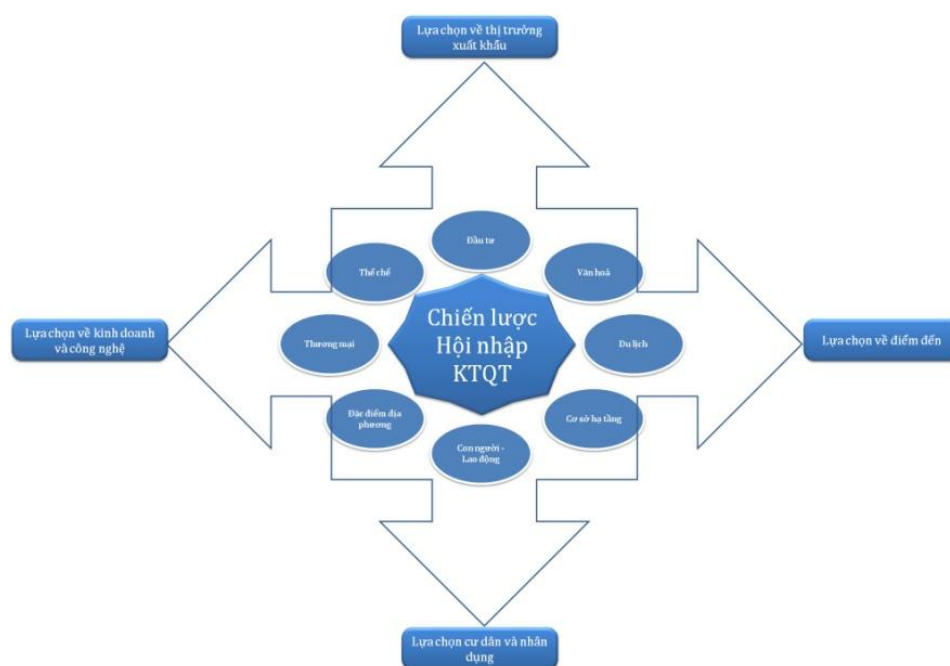 Lựa chọn về thị trường
xuất khẩu
Đầu tư
Thể chế
Văn hoá
Chiến lược
Hội nhập
KTQT
Lựa chọn về kinh doanh
và công nghệ
Thương mại
Du lịch
Lựa chọn về điểm đến
Đặc điểm địa
phương
Cơ sở hạ tầng
Con người -
Lao động
Lựa chọn cư dân và nhân
dụng